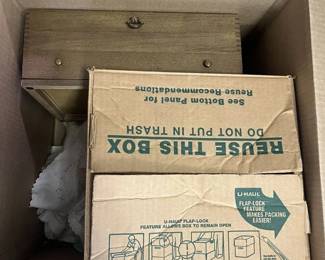 REUSE THIS BOX
DO NOT PUT IN TRASH
See Bottom Panel for
Reuse Recommendations
U-HAUL
FLAP-LOCK
FEATURE
MAKES PACKING
EASIER!
U-HAUL FLAP-LOCK
FEATURE ALLOWS BOX TO REMAIN OPEN